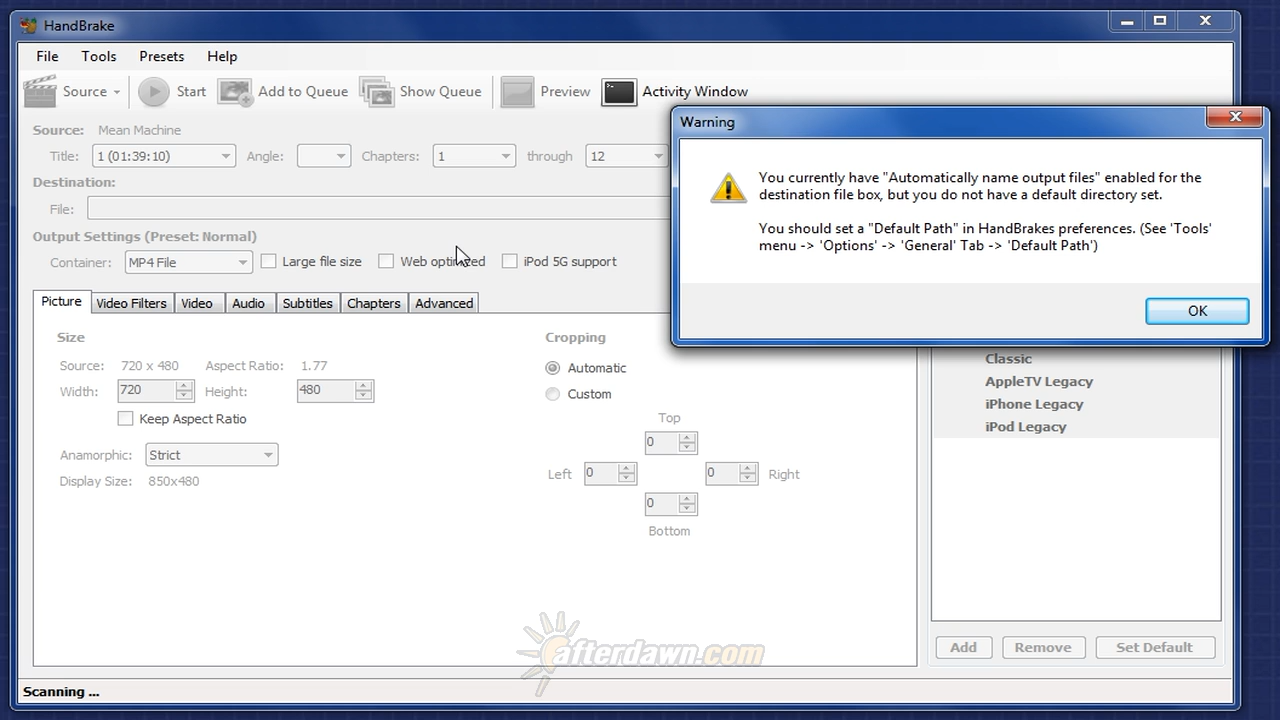 HandBrake
File Tools Presets Help
Source Start Add to Queue Show Queue Preview Activity Window
Source: Mean Machine
Title: 1 (01:39:10) Angle: Chapters: 1 through 12
Destination:
File:
Output Settings (Preset: Normal)
Container: MP4 File Large file size Web optimized iPod 5G support
Warning
You currently have "Automatically name output files" enabled for the
destination file box, but you do not have a default directory set.
You should set a "Default Path" in HandBrakes preferences. (See 'Tools'
menu -> 'Options' -> 'General' Tab -> 'Default Path')
OK
Picture Video Filters Video Audio Subtitles Chapters Advanced
Size
Source: 720 x 480 Aspect Ratio: 1.77
Width: 720 Height: 480
Keep Aspect Ratio
Anamorphic: Strict
Display Size: 850x480
Cropping
Automatic
Custom
Top
0
Left 0 0 Right
0
Bottom
Classic
AppleTV Legacy
iPhone Legacy
iPod Legacy
Add Remove Set Default
afterdawn.com
Scanning ...